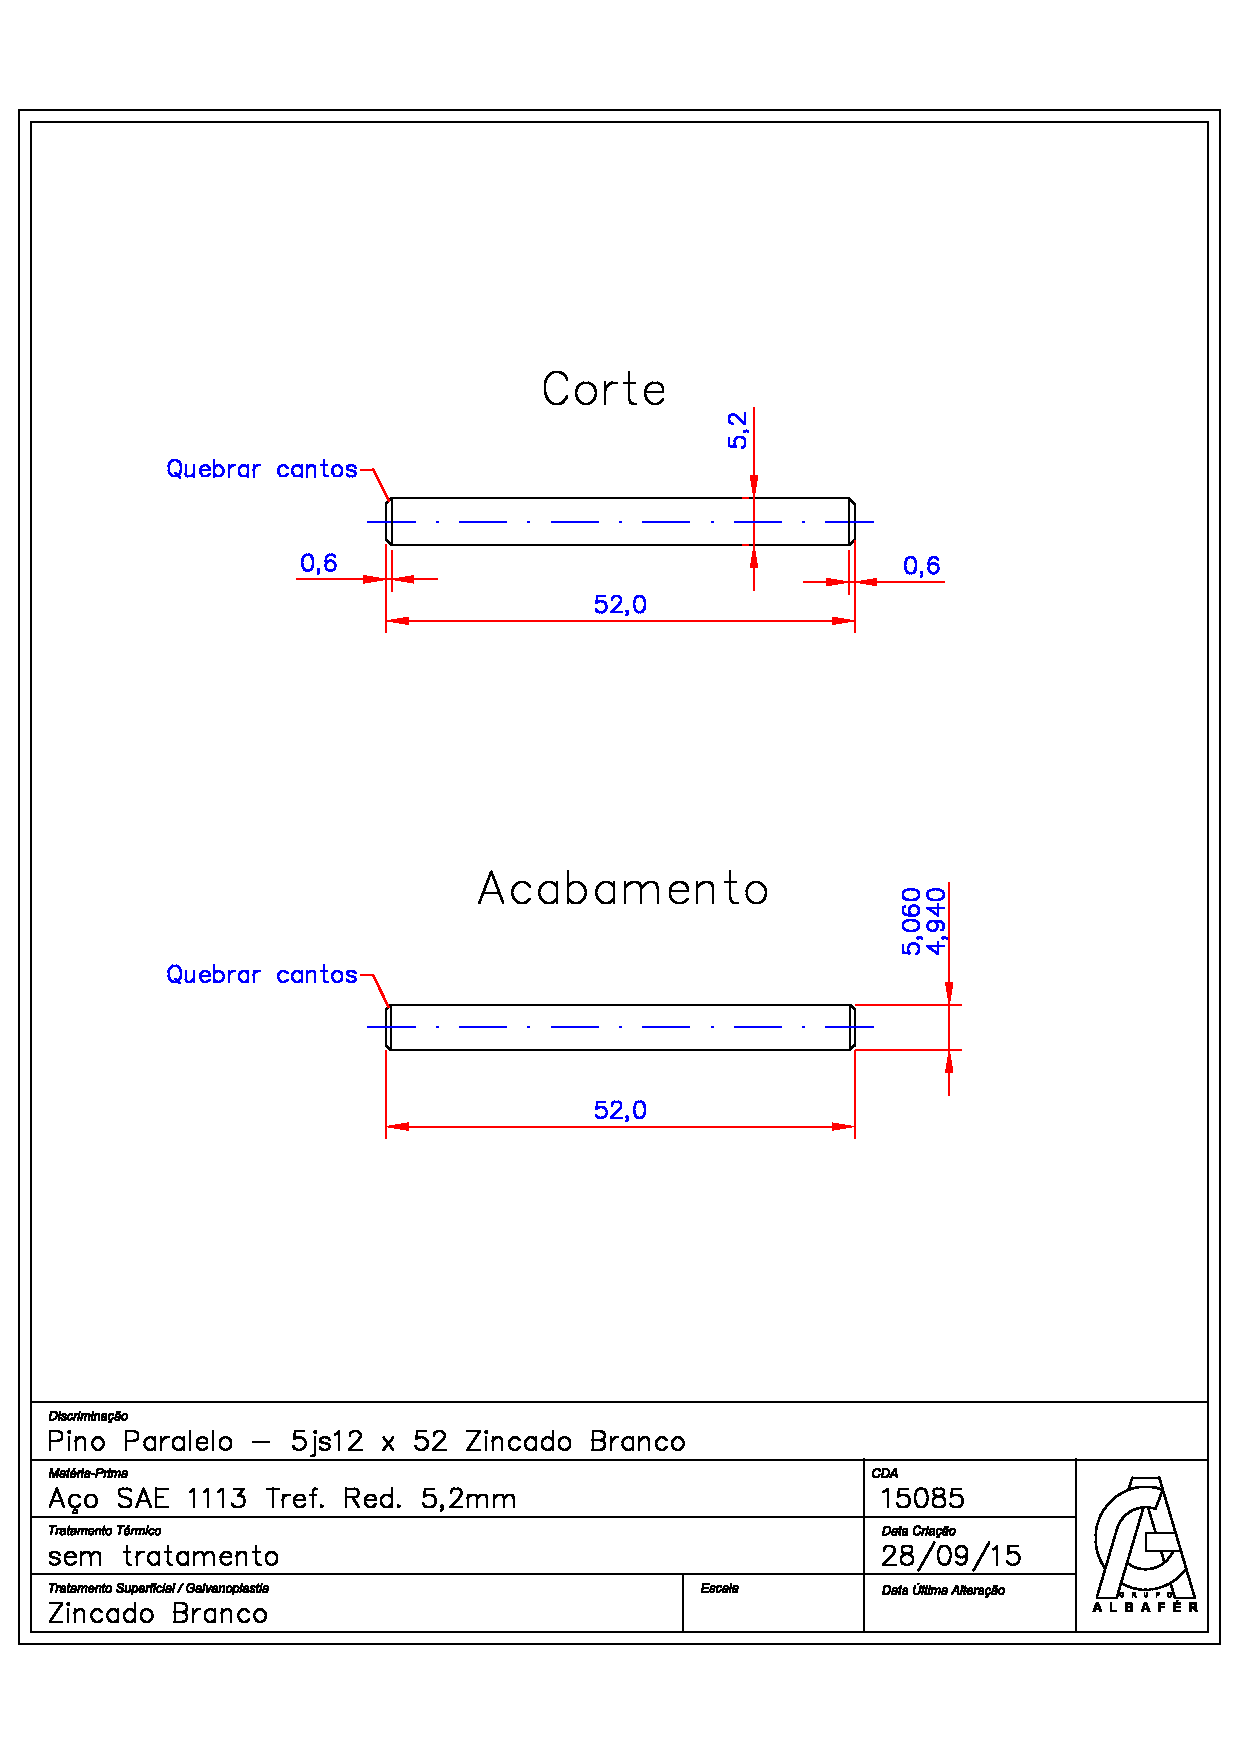 Corte
5,2
Quebrar cantos
0,6
0,6
52,0
Acabamento
5,060
4,940
Quebrar cantos
52,0
Discriminação
Pino Paralelo – 5js12 x 52 Zincado Branco
Matéria-Prima
CDA
Aço SAE 1113 Tref. Red. 5,2mm
15085
Tratamento Térmico
Data Criação
sem tratamento
28/09/15
Tratamento Superficial / Galvanoplastia
Escala
Data Última Alteração
Zincado Branco
GRUPO
ALBAFÉR